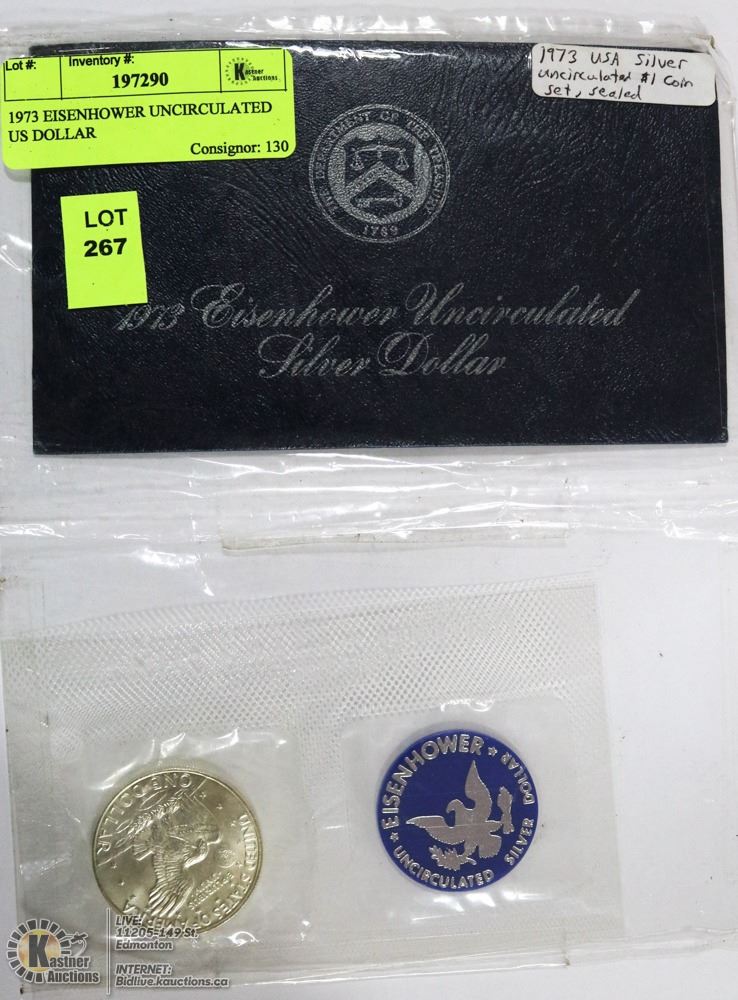 Lot #:
Inventory #:
197290
Kastner
Auctions
1973 EISENHOWER UNCIRCULATED
US DOLLAR
Consignor: 130
1973 USA Silver
uncirculated #1 coin
set, sealed
LOT
267
THE DEPARTMENT OF THE TREASURY
1789
1973 Eisenhower Uncirculated
Silver Dollar
ONE DOLLAR
UNITED STATES OF AMERICA
EISENHOWER
UNCIRCULATED SILVER DOLLAR
Kastner
Auctions
LIVE:
11205-149 St.
Edmonton
INTERNET:
Bidlive.kauctions.ca